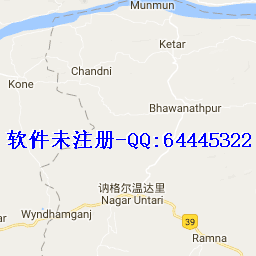 Munmun
Ketar
Chandni
Kone
Bhawanathpur
软件未注册-QQ:64445322
讷格尔温达里
Nagar Untari
Wyndhamganj
39
Ramna